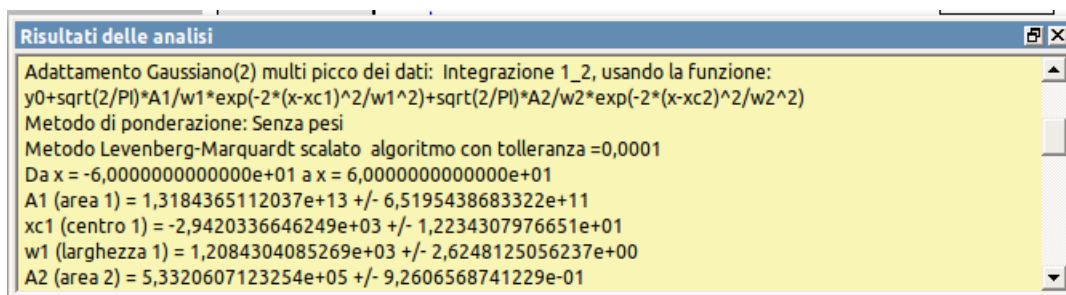 Risultati delle analisi
Adattamento Gaussiano(2) multi picco dei dati:  Integrazione 1_2, usando la funzione:
y0+sqrt(2/PI)*A1/w1*exp(-2*(x-xc1)^2/w1^2)+sqrt(2/PI)*A2/w2*exp(-2*(x-xc2)^2/w2^2)
Metodo di ponderazione: Senza pesi
Metodo Levenberg-Marquardt scalato  algoritmo con tolleranza =0,0001
Da x = -6,0000000000000e+01 a x = 6,0000000000000e+01
A1 (area 1) = 1,3184365112037e+13 +/- 6,5195438683322e+11
xc1 (centro 1) = -2,9420336646249e+03 +/- 1,2234307976651e+01
w1 (larghezza 1) = 1,2084304085269e+03 +/- 2,6248125056237e+00
A2 (area 2) = 5,3320607123254e+05 +/- 9,2606568741229e-01